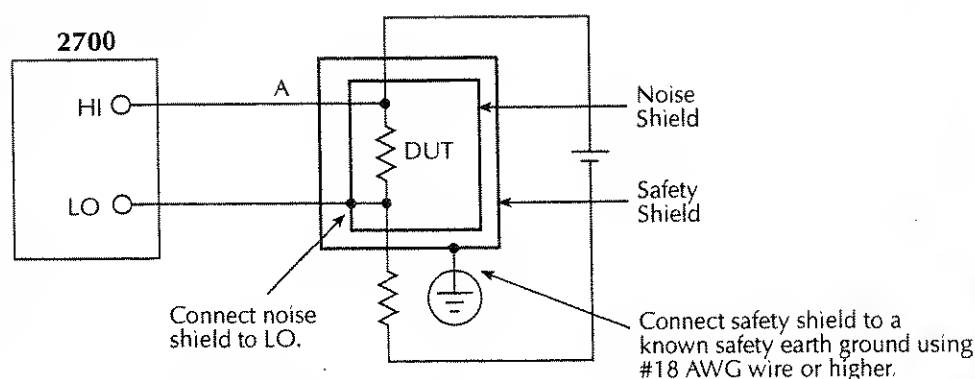 2700
HI
A
DUT
LO
Noise
Shield
Safety
Shield
Connect noise
shield to LO.
Connect safety shield to a
known safety earth ground using
#18 AWG wire or higher.